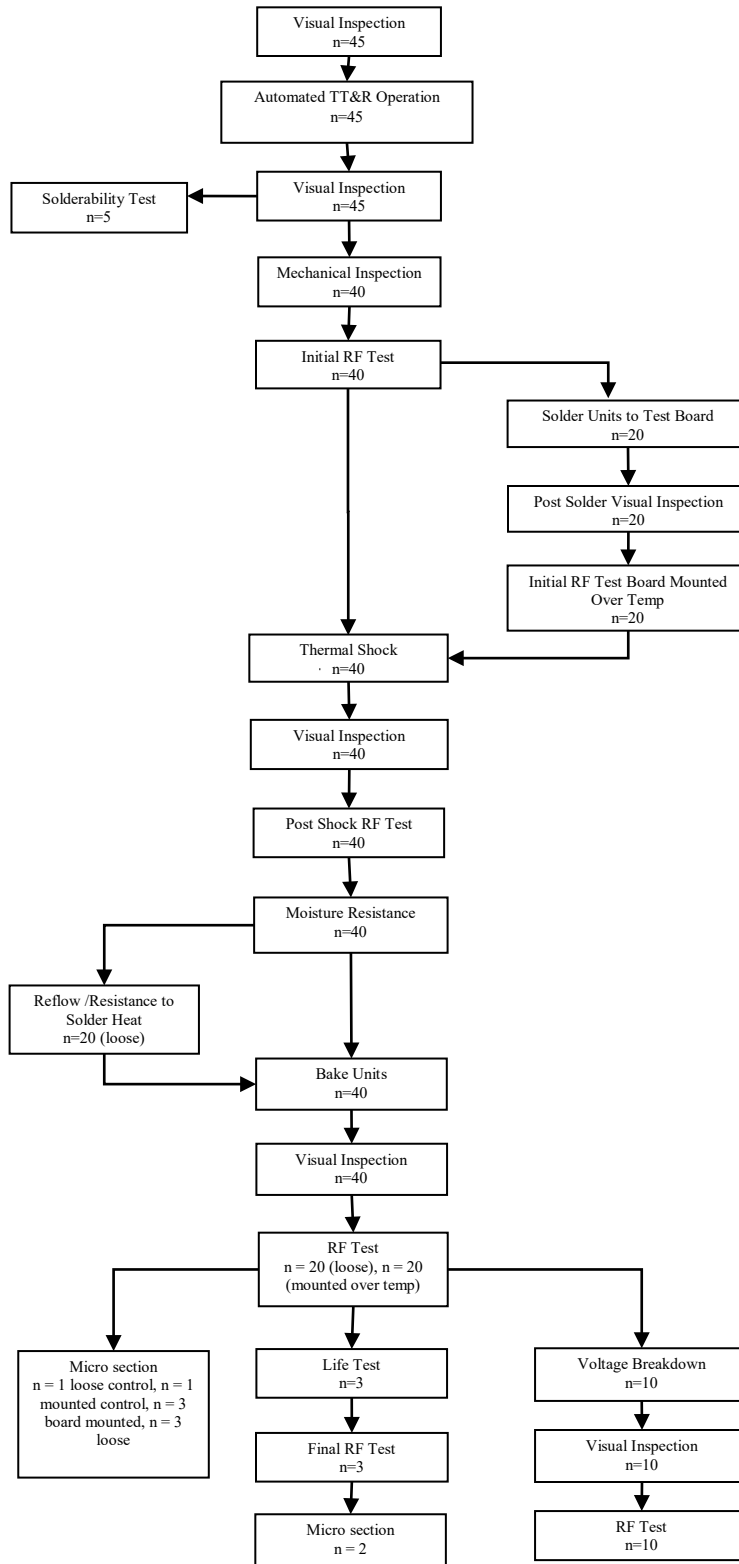 Visual Inspection
n=45
Automated TT&R Operation
n=45
Visual Inspection
n=45
Solderability Test
n=5
Mechanical Inspection
n=40
Initial RF Test
n=40
Solder Units to Test Board
n=20
Post Solder Visual Inspection
n=20
Initial RF Test Board Mounted
Over Temp
n=20
Thermal Shock
n=40
Visual Inspection
n=40
Post Shock RF Test
n=40
Moisture Resistance
n=40
Reflow /Resistance to
Solder Heat
n=20 (loose)
Bake Units
n=40
Visual Inspection
n=40
RF Test
n = 20 (loose), n = 20
(mounted over temp)
Micro section
n = 1 loose control, n = 1
mounted control, n = 3
board mounted, n = 3
loose
Life Test
n=3
Final RF Test
n=3
Micro section
n = 2
Voltage Breakdown
n=10
Visual Inspection
n=10
RF Test
n=10